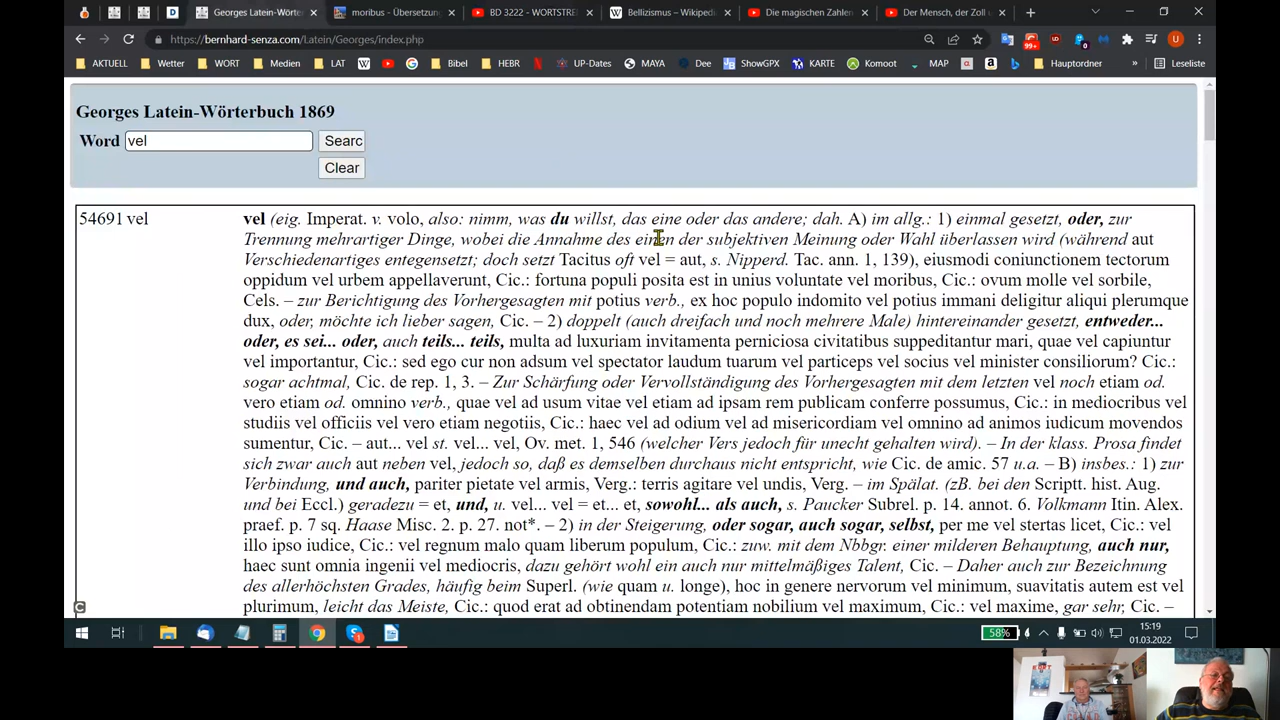 Georges Latein-Wörte
moribus - Übersetzung
BD 3222 - WORTSTRE
Bellizismus – Wikiped
Die magischen Zahlen
Der Mensch, der Zoll u
https://bernhard-senza.com/Latein/Georges/index.php
99+
0
U
AKTUELL
Wetter
WORT
Medien
LAT
Bibel
HEBR
UP-Dates
MAYA
Dee
ShowGPX
KARTE
Komoot
MAP
Hauptordner
Leseliste
Georges Latein-Wörterbuch 1869
Word vel Searc
Clear
54691 vel
vel (eig. Imperat. v. volo, also: nimm, was du willst, das eine oder das andere; dah. A) im allg.: 1) einmal gesetzt, oder, zur
Trennung mehrartiger Dinge, wobei die Annahme des einen der subjektiven Meinung oder Wahl überlassen wird (während aut
Verschiedenartiges entegensetzt; doch setzt Tacitus oft vel = aut, s. Nipperd. Tac. ann. 1, 139), eiusmodi coniunctionem tectorum
oppidum vel urbem appellaverunt, Cic.: fortuna populi posita est in unius voluntate vel moribus, Cic.: ovum molle vel sorbile,
Cels. – zur Berichtigung des Vorhergesagten mit potius verb., ex hoc populo indomito vel potius immani deligitur aliqui plerumque
dux, oder, möchte ich lieber sagen, Cic. – 2) doppelt (auch dreifach und noch mehrere Male) hintereinander gesetzt, entweder...
oder, es sei... oder, auch teils... teils, multa ad luxuriam invitamenta perniciosa civitatibus suppeditantur mari, quae vel capiuntur
vel importantur, Cic.: sed ego cur non adsum vel spectator laudum tuarum vel particeps vel socius vel minister consiliorum? Cic.:
sogar achtmal, Cic. de rep. 1, 3. – Zur Schärfung oder Vervollständigung des Vorhergesagten mit dem letzten vel noch etiam od.
vero etiam od. omnino verb., quae vel ad usum vitae vel etiam ad ipsam rem publicam conferre possumus, Cic.: in mediocribus vel
studiis vel officiis vel vero etiam negotiis, Cic.: haec vel ad odium vel ad misericordiam vel omnino ad animos iudicum movendos
sumentur, Cic. – aut... vel st. vel... vel, Ov. met. 1, 546 (welcher Vers jedoch für unecht gehalten wird). – In der klass. Prosa findet
sich zwar auch aut neben vel, jedoch so, daß es demselben durchaus nicht entspricht, wie Cic. de amic. 57 u.a. – B) insbes.: 1) zur
Verbindung, und auch, pariter pietate vel armis, Verg.: terris agitare vel undis, Verg. – im Spälat. (zB. bei den Scriptt. hist. Aug.
und bei Eccl.) geradezu = et, und, u. vel... vel = et... et, sowohl... als auch, s. Paucker Subrel. p. 14. annot. 6. Volkmann Itin. Alex.
praef. p. 7 sq. Haase Misc. 2. p. 27. not*. – 2) in der Steigerung, oder sogar, auch sogar, selbst, per me vel stertas licet, Cic.: vel
illo ipso iudice, Cic.: vel regnum malo quam liberum populum, Cic.: zuw. mit dem Nbbgr. einer milderen Behauptung, auch nur,
haec sunt omnia ingenii vel mediocris, dazu gehört wohl ein auch nur mittelmäßiges Talent, Cic. – Daher auch zur Bezeichnung
des allerhöchsten Grades, häufig beim Superl. (wie quam u. longe), hoc in genere nervorum vel minimum, suavitatis autem est vel
plurimum, leicht das Meiste, Cic.: quod erat ad obtinendam potentiam nobilium vel maximum, Cic.: vel maxime, gar sehr, Cic. –
58%
15:19
01.03.2022